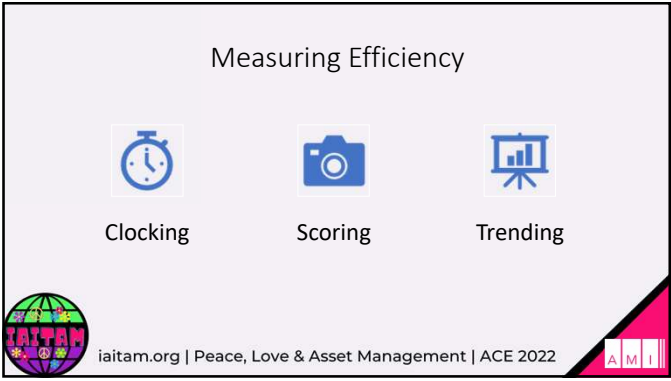 Measuring Efficiency
Clocking
Scoring
Trending
IAITAM
iaitam.org | Peace, Love & Asset Management | ACE 2022
AMI